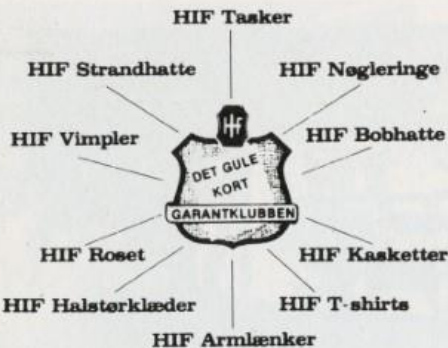 HIF Tasker
HIF Strandhatte
HIF Nøgleringe
HIF Vimpler
HIF Bobhatte
HIF
DET GULE
KORT
GARANTKLUBBEN
HIF Roset
HIF Kasketter
HIF Halstørklæder
HIF T-shirts
HIF Armlænker